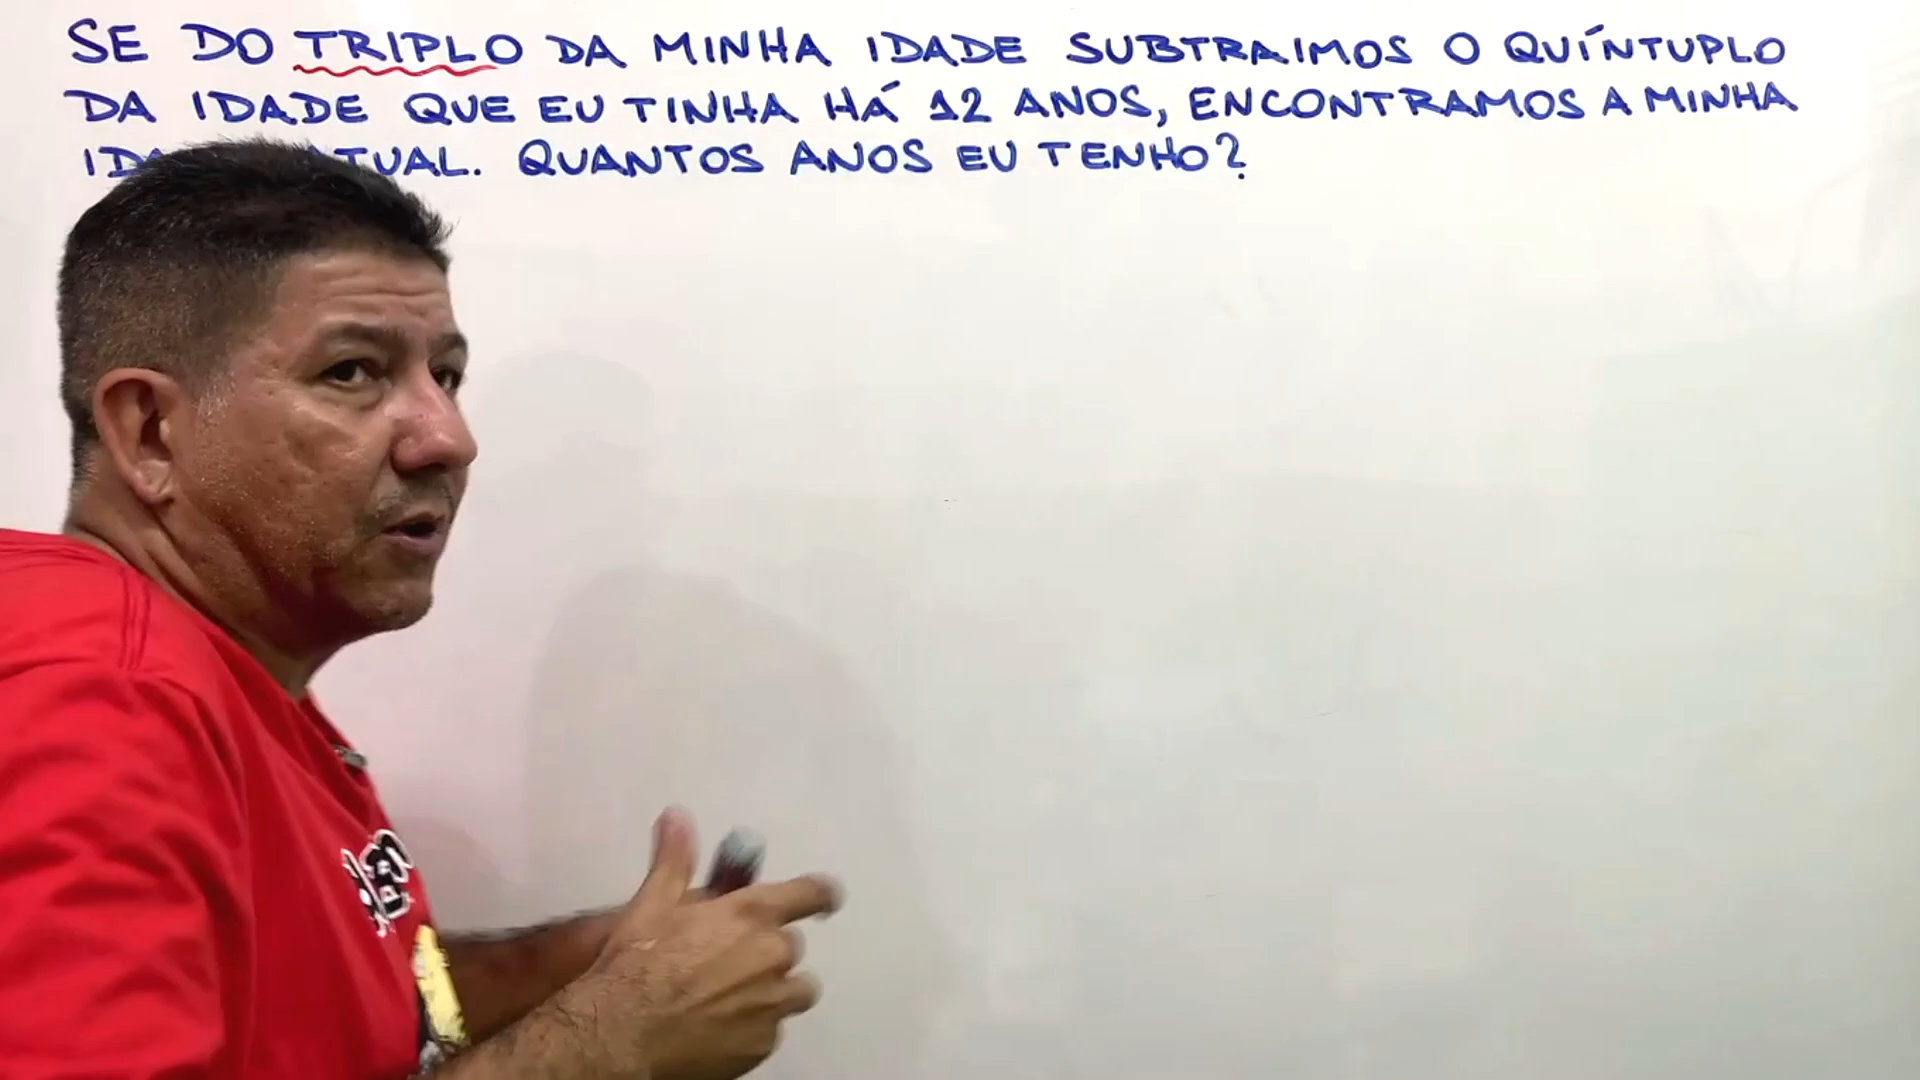 SE DO TRIPLO DA MINHA IDADE SUBTRAIMOS O QUÍNTUPLO
DA IDADE QUE EU TINHA HÁ 12 ANOS, ENCONTRAMOS A MINHA
QUANTOS ANOS EU TENHO?